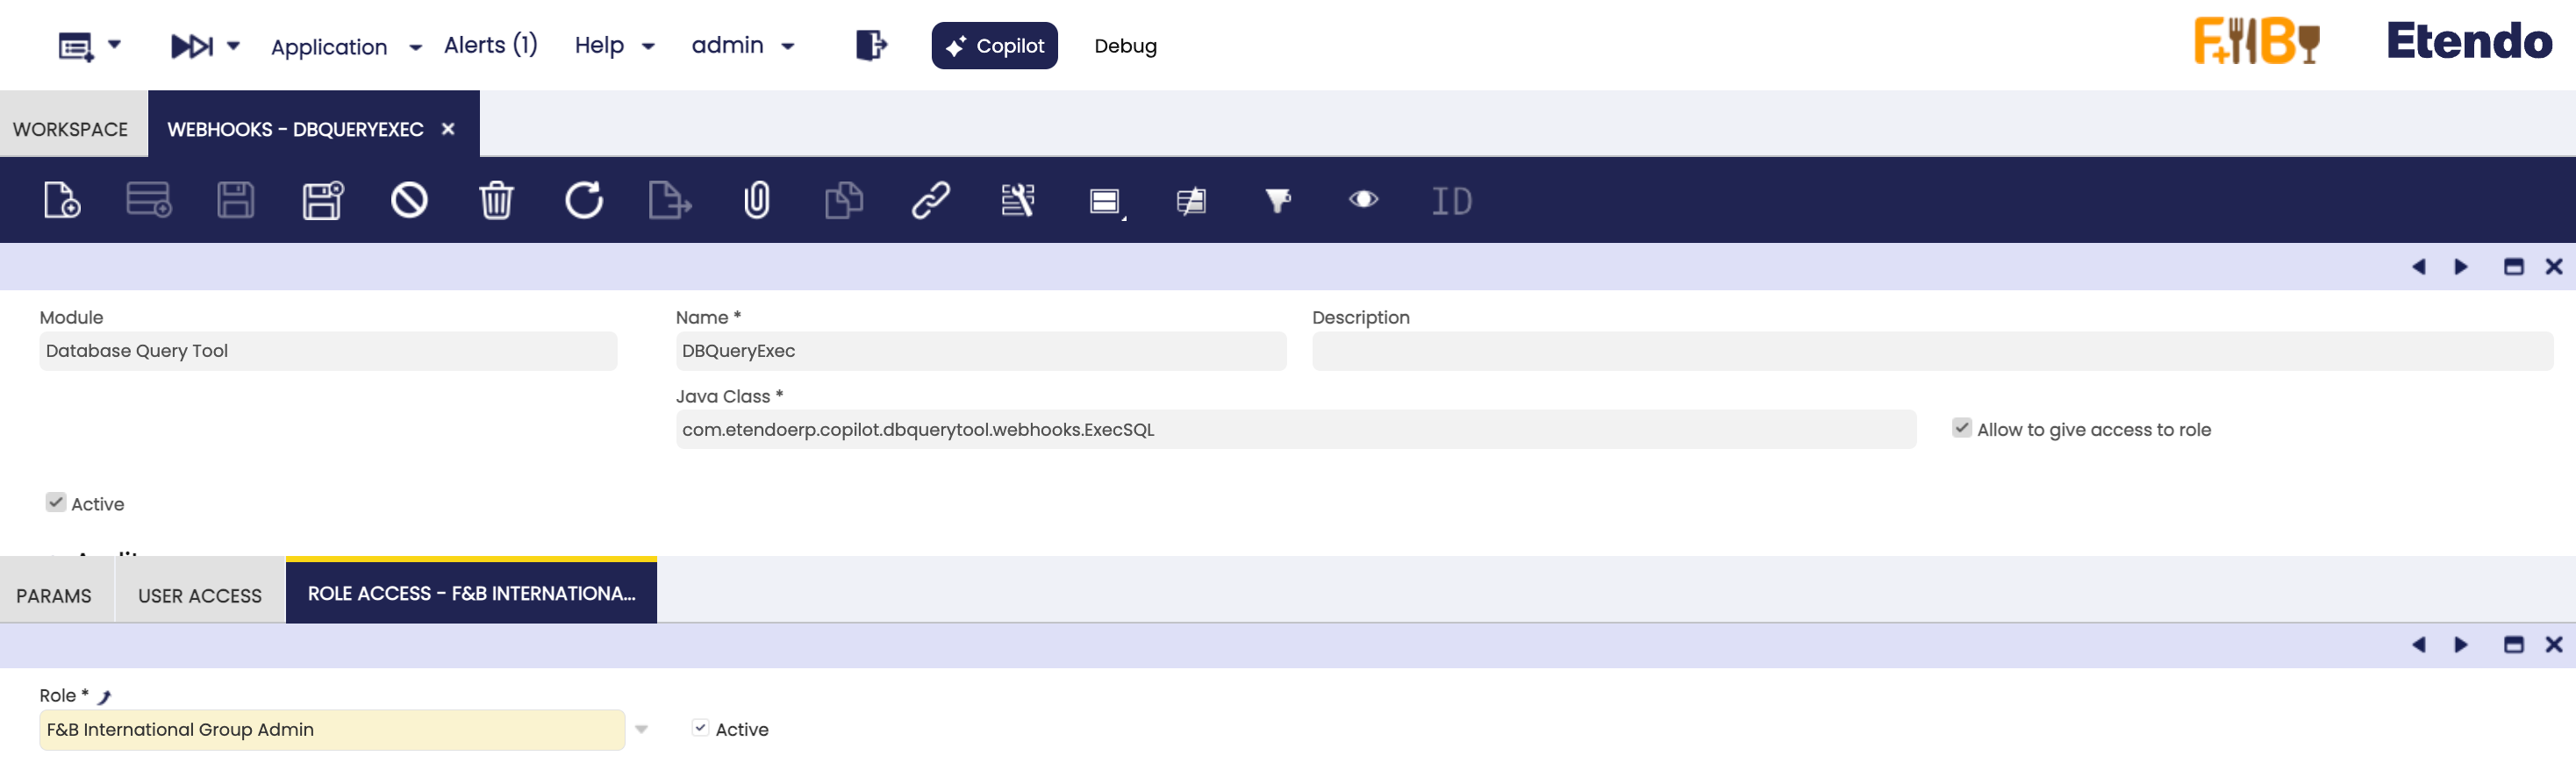 Application Alerts (1) Help admin Copilot Debug F+B Etendo
WORKSPACE WEBHOOKS - DBQUERYEXEC
ID
Module Name * Description
Database Query Tool DBQueryExec
Java Class *
com.etendoerp.copilot.dbquerytool.webhooks.ExecSQL Allow to give access to role
Active
PARAMS USER ACCESS ROLE ACCESS - F&B INTERNATIONA...
Role *
F&B International Group Admin Active